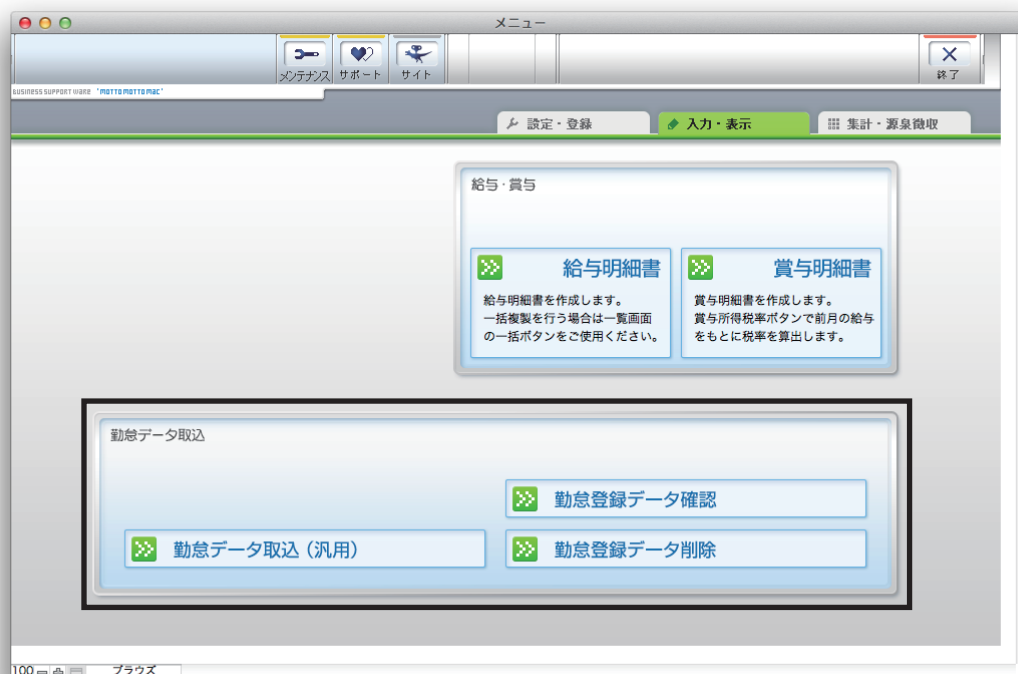 メニュー
メンテナンス サポート サイト 終了
BUSINESS SUPPORT WARE "MOTTO MOTTO MAC"
設定・登録 入力・表示 集計・源泉徴収
給与・賞与
給与明細書
給与明細書を作成します。
一括複製を行う場合は一覧画面
の一括ボタンをご使用ください。
賞与明細書
賞与明細書を作成します。
賞与所得税率ボタンで前月の給与
をもとに税率を算出します。
勤怠データ取込
勤怠登録データ確認
勤怠データ取込（汎用）
勤怠登録データ削除
100 ブラウズ